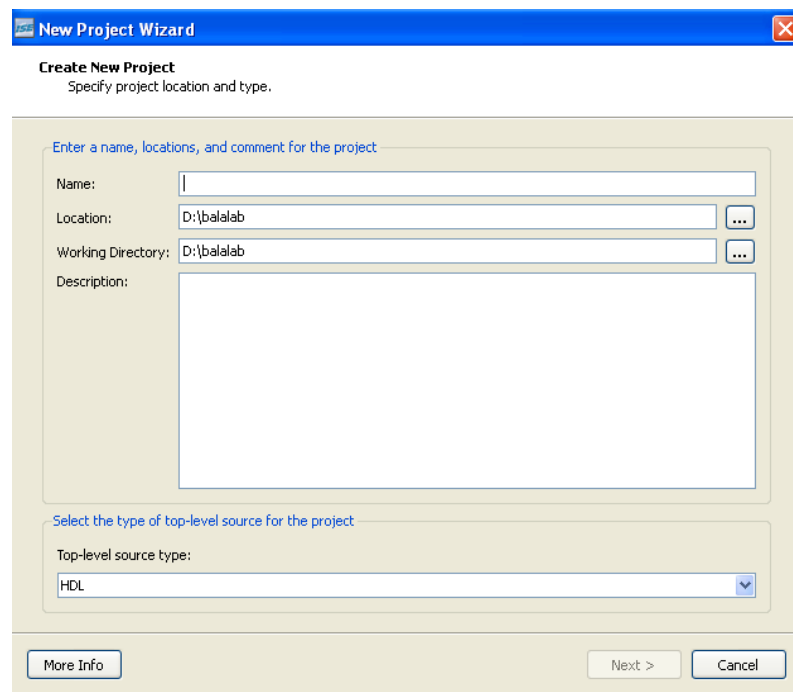 ISE New Project Wizard
Create New Project
Specify project location and type.
Enter a name, locations, and comment for the project
Name:
Location: D:\balalab ...
Working Directory: D:\balalab ...
Description:
Select the type of top-level source for the project
Top-level source type:
HDL
More Info Next > Cancel